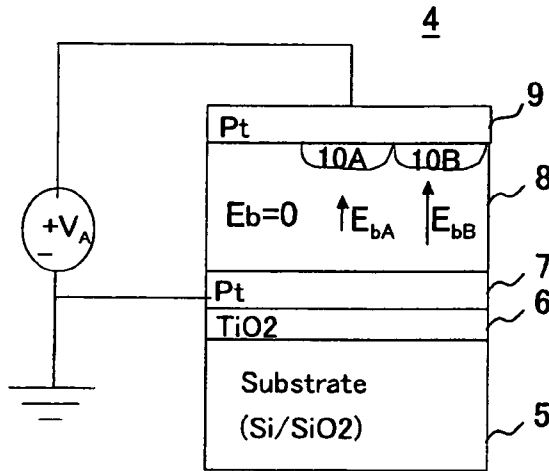 4
9
Pt
10A 10B
8
Eb=0 EbA EbB
+VA
−
7
Pt
6
TiO2
Substrate
(Si/SiO2)
5